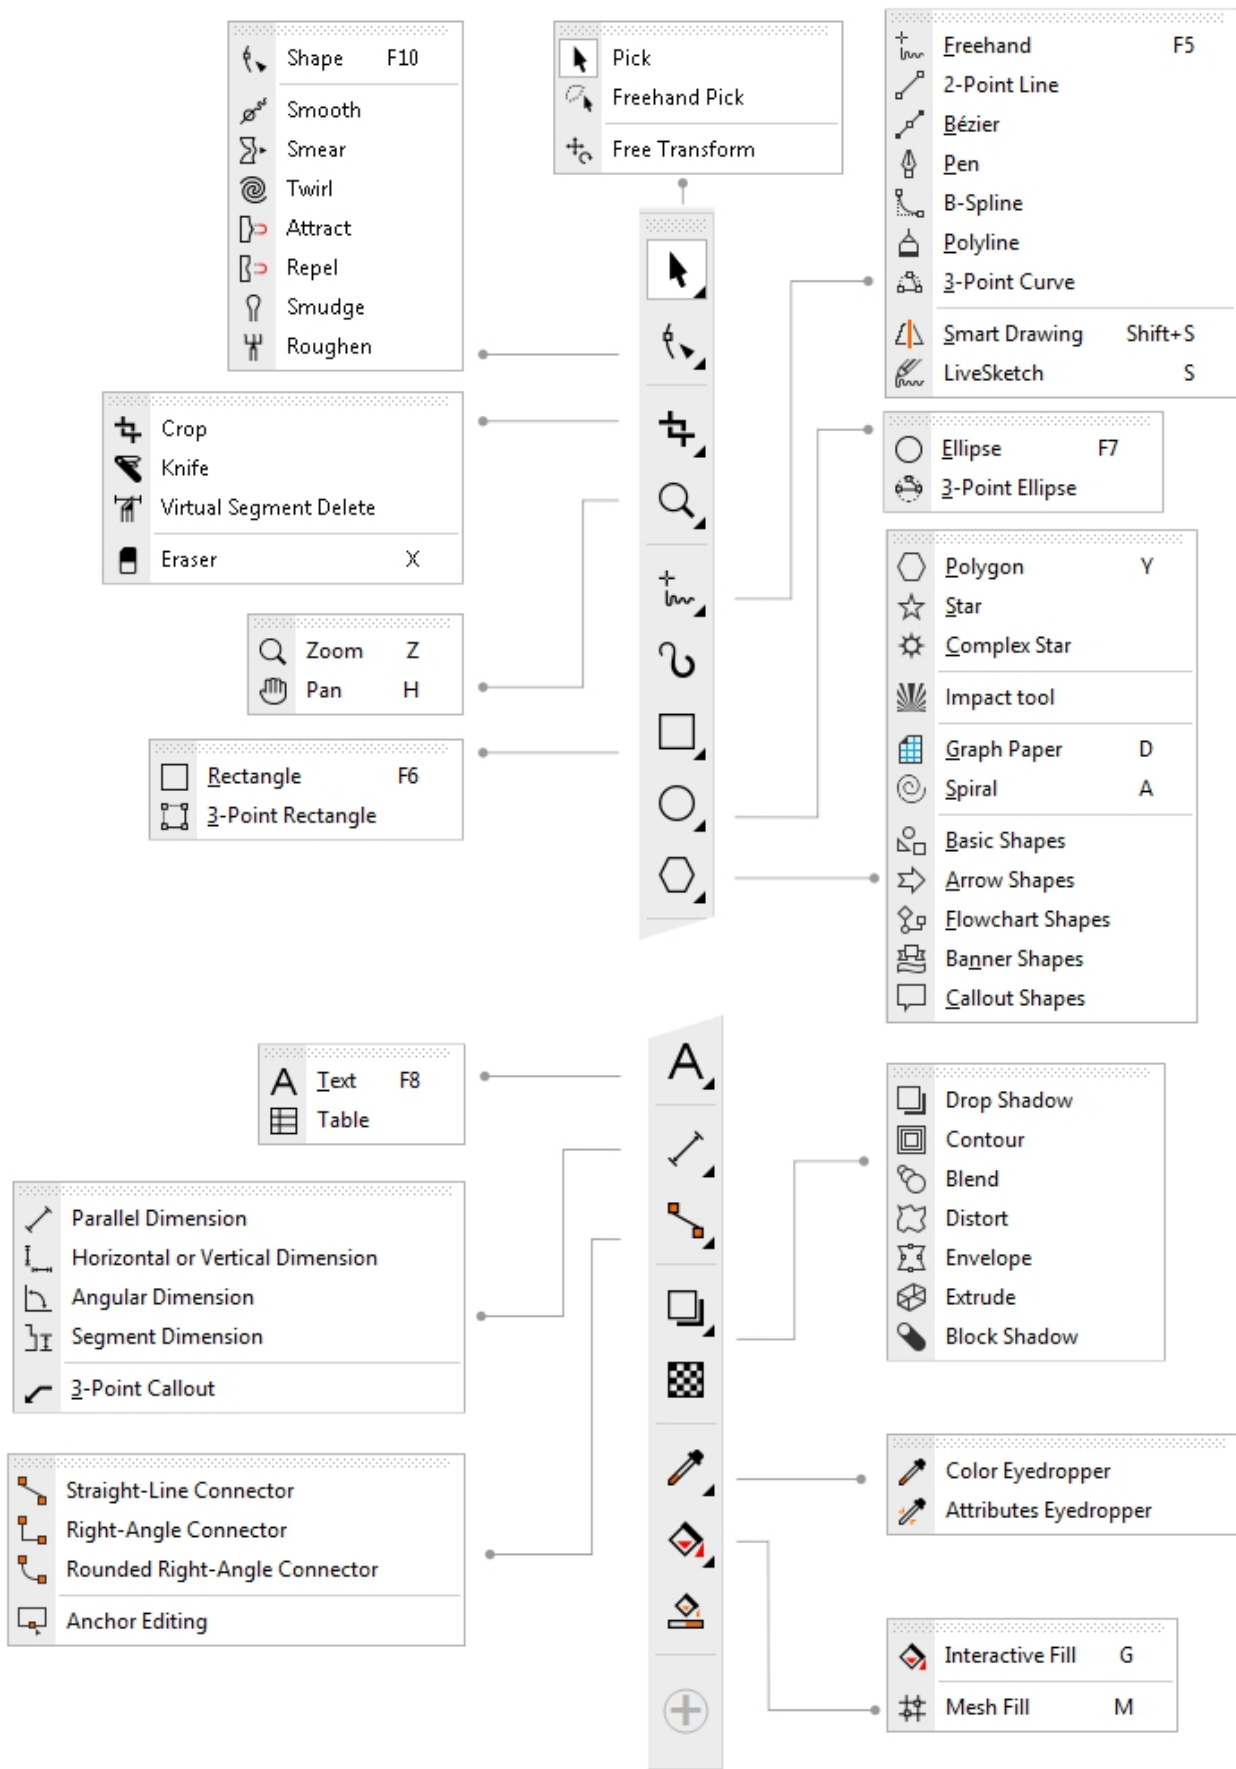 Shape F10
Smooth
Smear
Twirl
Attract
Repel
Smudge
Roughen
Pick
Freehand Pick
Free Transform
Freehand F5
2-Point Line
Bézier
Pen
B-Spline
Polyline
3-Point Curve
Smart Drawing Shift+S
LiveSketch S
Crop
Knife
Virtual Segment Delete
Eraser X
Ellipse F7
3-Point Ellipse
Zoom Z
Pan H
Polygon Y
Star
Complex Star
Impact tool
Graph Paper D
Spiral A
Basic Shapes
Arrow Shapes
Flowchart Shapes
Banner Shapes
Callout Shapes
Rectangle F6
3-Point Rectangle
A
A Text F8
Table
Drop Shadow
Contour
Blend
Distort
Envelope
Extrude
Block Shadow
Parallel Dimension
Horizontal or Vertical Dimension
Angular Dimension
Segment Dimension
3-Point Callout
Straight-Line Connector
Right-Angle Connector
Rounded Right-Angle Connector
Anchor Editing
Color Eyedropper
Attributes Eyedropper
Interactive Fill G
Mesh Fill M